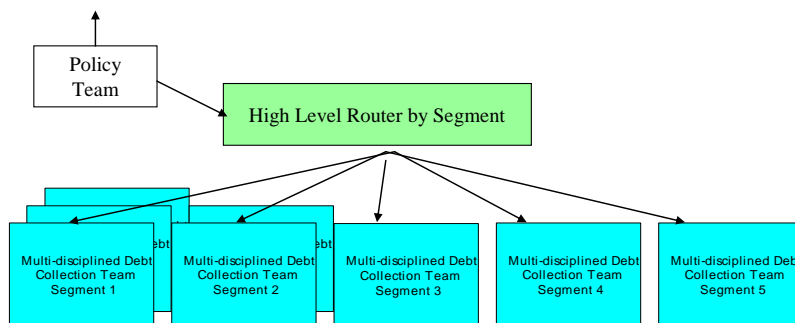 Policy
Team
High Level Router by Segment
Multi-disciplined Debt
Collection Team
Segment 1
Multi-disciplined Debt
Collection Team
Segment 2
Multi-disciplined Debt
Collection Team
Segment 3
Multi-disciplined Debt
Collection Team
Segment 4
Multi-disciplined Debt
Collection Team
Segment 5